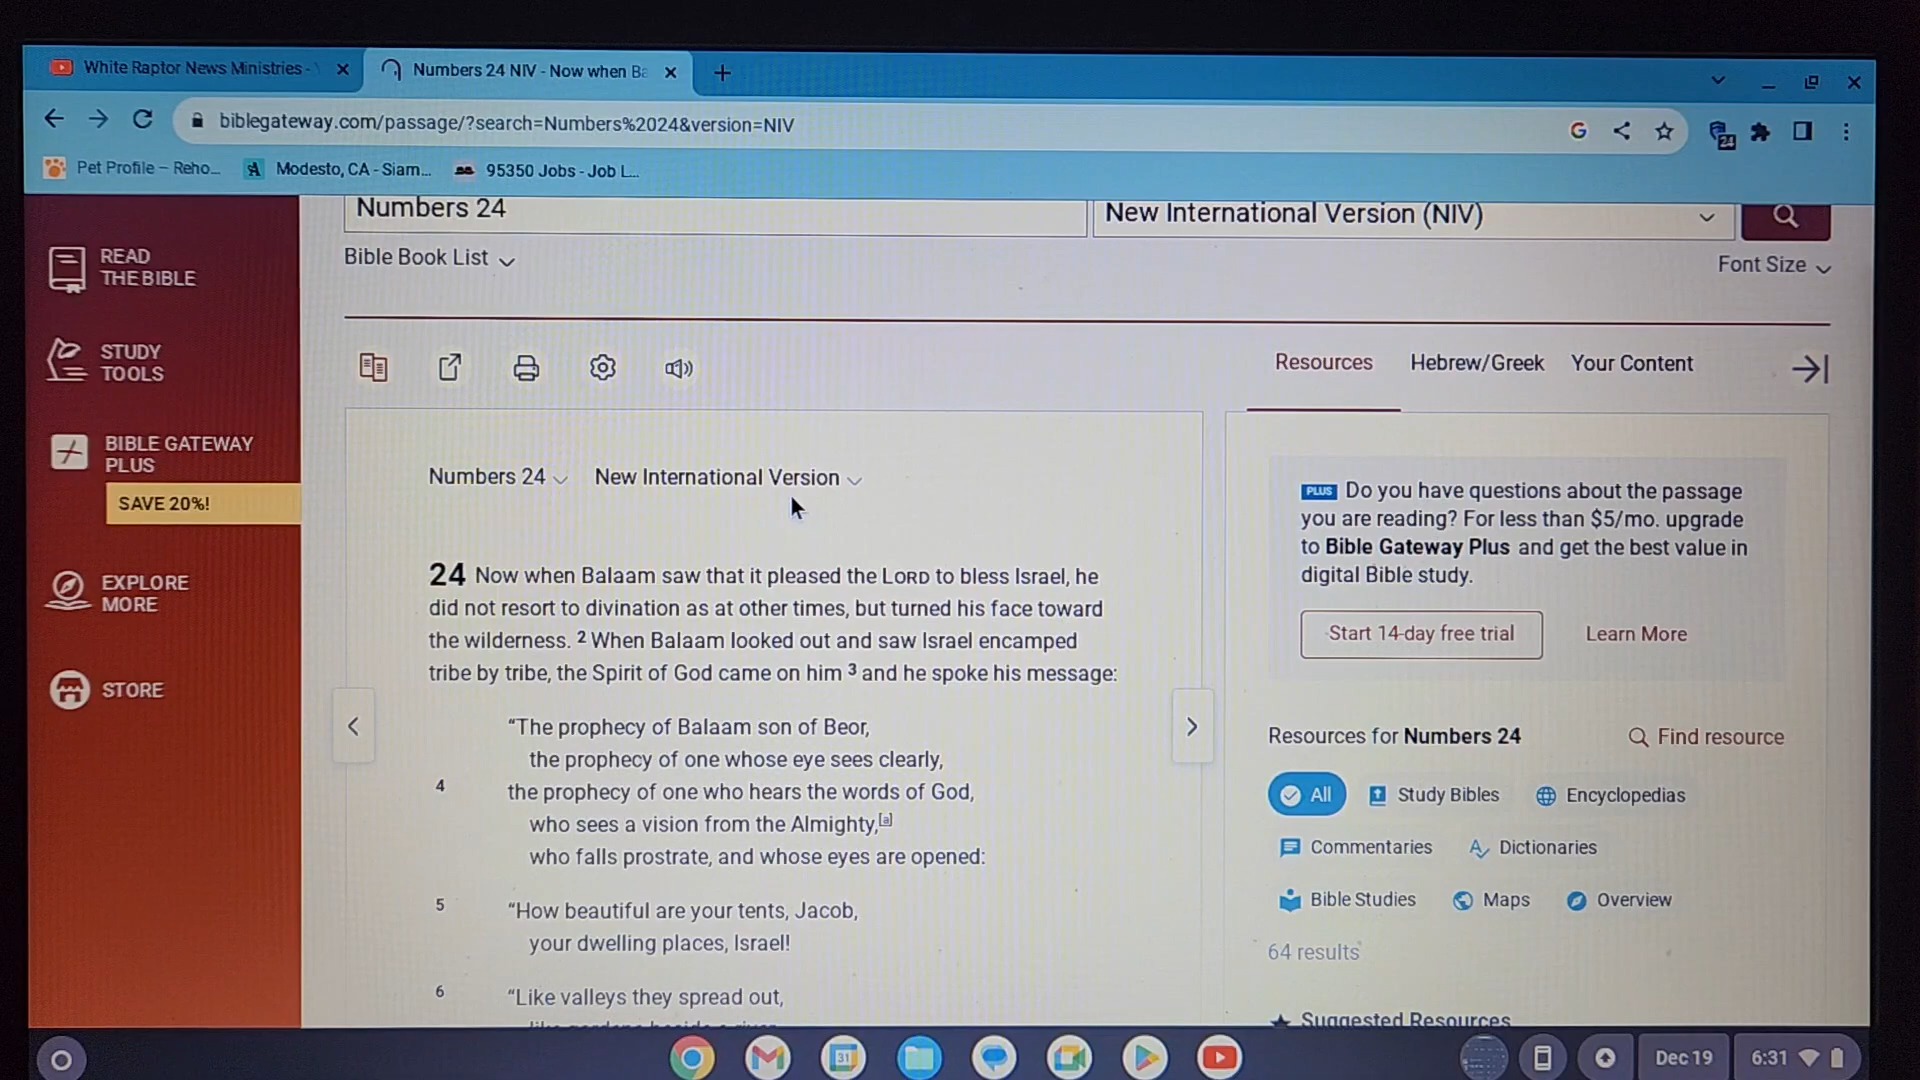 White Raptor News Ministries -
Numbers 24 NIV - Now when Ba
biblegateway.com/passage/?search=Numbers%2024&version=NIV
24
Pet Profile – Reho...
Modesto, CA - Siam...
95350 Jobs - Job L...
Numbers 24
New International Version (NIV)
Bible Book List
Font Size
READ
THE BIBLE
STUDY
TOOLS
BIBLE GATEWAY
PLUS
SAVE 20%!
EXPLORE
MORE
STORE
Resources
Hebrew/Greek
Your Content
Numbers 24
New International Version
24 Now when Balaam saw that it pleased the LORD to bless Israel, he
did not resort to divination as at other times, but turned his face toward
the wilderness. 2 When Balaam looked out and saw Israel encamped
tribe by tribe, the Spirit of God came on him 3 and he spoke his message:
“The prophecy of Balaam son of Beor,
the prophecy of one whose eye sees clearly,
4 the prophecy of one who hears the words of God,
who sees a vision from the Almighty,[a]
who falls prostrate, and whose eyes are opened:
5 “How beautiful are your tents, Jacob,
your dwelling places, Israel!
6 “Like valleys they spread out,
PLUS Do you have questions about the passage
you are reading? For less than $5/mo. upgrade
to Bible Gateway Plus and get the best value in
digital Bible study.
Start 14-day free trial
Learn More
Resources for Numbers 24
Find resource
All
Study Bibles
Encyclopedias
Commentaries
Dictionaries
Bible Studies
Maps
Overview
64 results
Suggested Resources
31
Dec 19
6:31